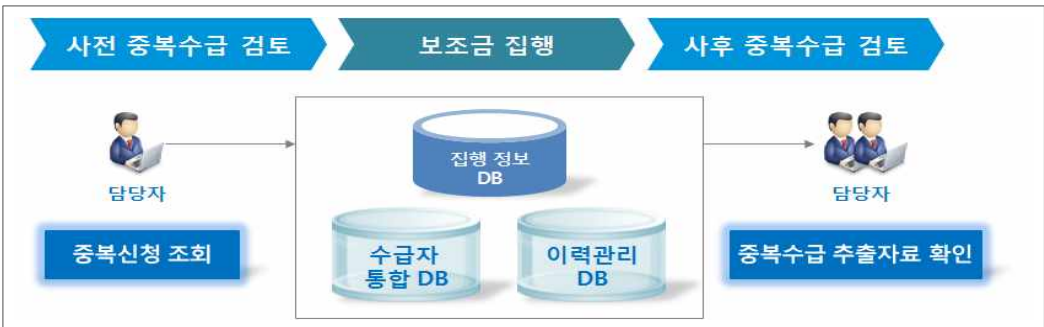 사전 중복수급 검토
보조금 집행
사후 중복수급 검토
집행 정보
DB
담당자
담당자
수급자
통합 DB
이력관리
DB
중복신청 조회
중복수급 추출자료 확인